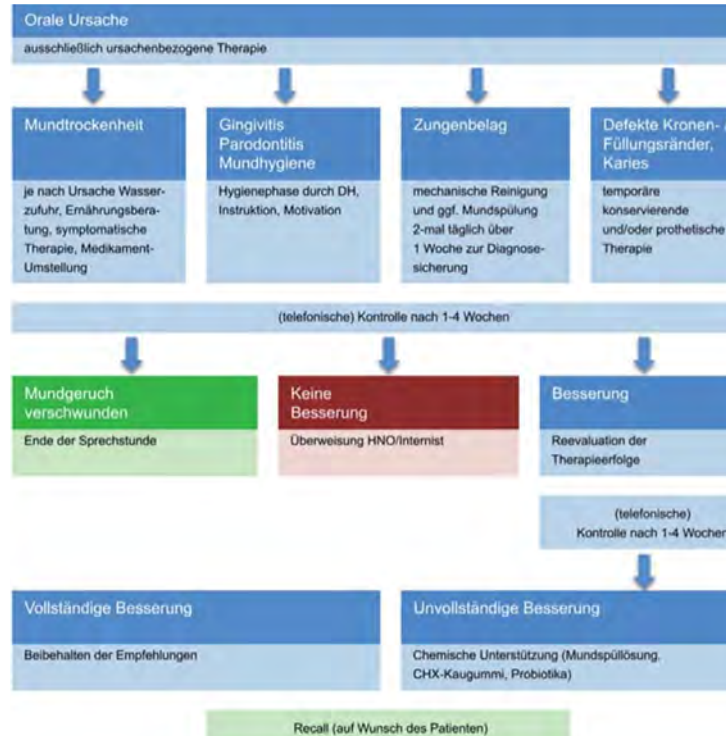 Orale Ursache
ausschließlich ursachenbezogene Therapie
Mundtrockenheit
je nach Ursache Wasser-
zufuhr, Ernährungsbera-
tung, symptomatische
Therapie, Medikament-
Umstellung
Gingivitis
Parodontitis
Mundhygiene
Hygienephase durch DH,
Instruktion, Motivation
Zungenbelag
mechanische Reinigung
und ggf. Mundspülung
2-mal täglich über
1 Woche zur Diagnose-
sicherung
Defekte Kronen-
Füllungsränder,
Karies
temporäre
konservierende
und/oder prothetische
Therapie
(telefonische) Kontrolle nach 1-4 Wochen
Mundgeruch
verschwunden
Ende der Sprechstunde
Keine
Besserung
Überweisung HNO/Internist
Besserung
Reevaluation der
Therapieerfolge
(telefonische)
Kontrolle nach 1-4 Wochen
Vollständige Besserung
Beibehalten der Empfehlungen
Unvollständige Besserung
Chemische Unterstützung (Mundspüllösung,
CHX-Kaugummi, Probiotika)
Recall (auf Wunsch des Patienten)